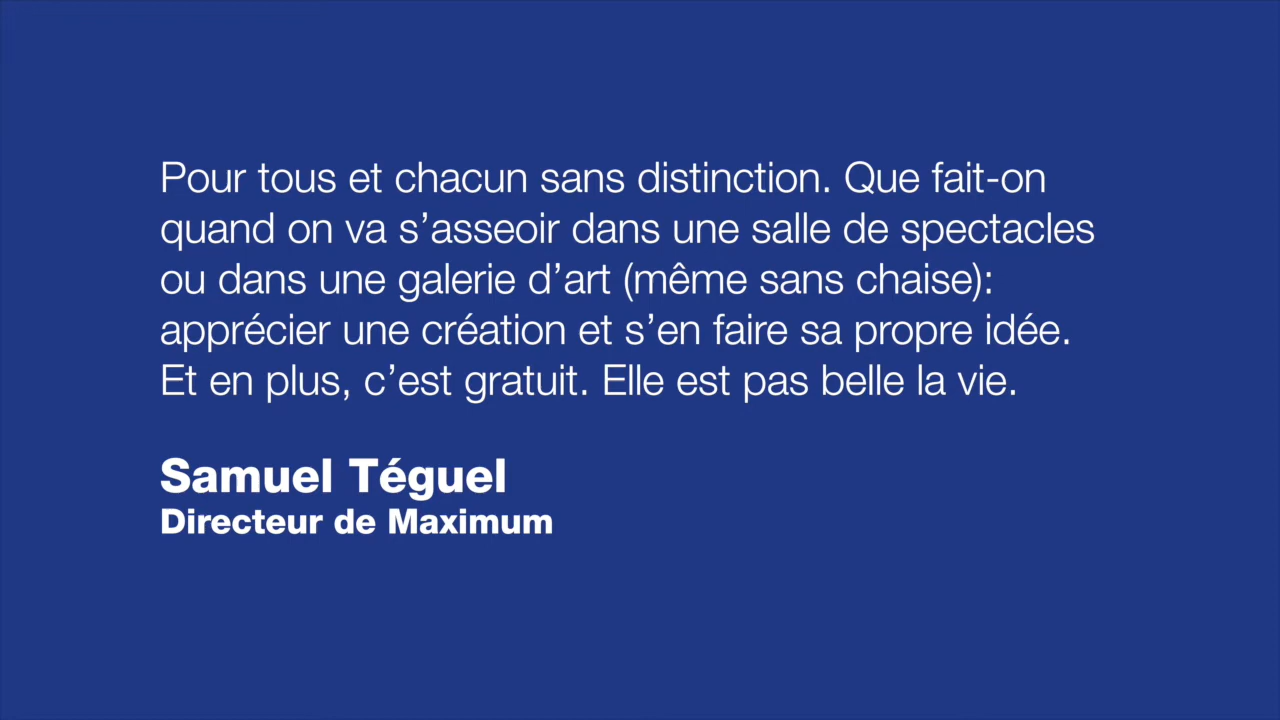 Pour tous et chacun sans distinction. Que fait-on
quand on va s’asseoir dans une salle de spectacles
ou dans une galerie d’art (même sans chaise):
apprécier une création et s’en faire sa propre idée.
Et en plus, c’est gratuit. Elle est pas belle la vie.
Samuel Téguel
Directeur de Maximum